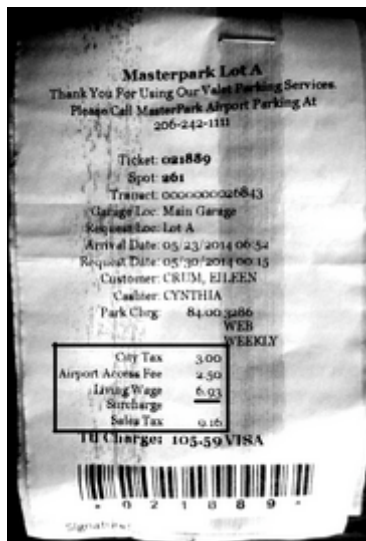 Masterpark Lot A
Thank You For Using Our Valet Parking Services.
Please Call MasterPark Airport Parking At
206-242-1111
Ticket: 021889
Spot: 261
Transact: 0000000026843
Garage Loc: Main Garage
Request Loc: Lot A
Arrival Date: 05/23/2014 06:52
Request Date: 05/30/2014 00:15
Customer: CRUM, EILEEN
Cashier: CYNTHIA
Park Chrg: 84.00 3286
WEB
WEEKLY
City Tax 3.00
Airport Access Fee 2.50
Living Wage 6.93
Surcharge
Sales Tax 9.16
Charge: 105.59 VISA
- 0 2 1 8 8 9 -
Signature: